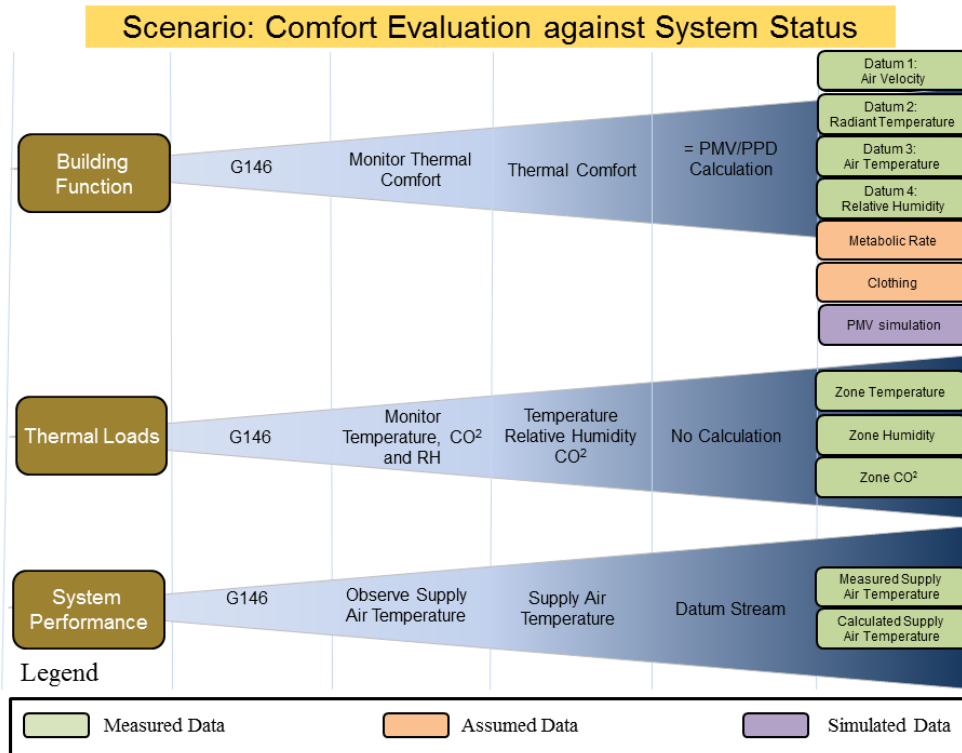 Scenario: Comfort Evaluation against System Status
Building
Function
G146
Monitor Thermal
Comfort
Thermal Comfort
= PMV/PPD
Calculation
Datum 1:
Air Velocity
Datum 2:
Radiant Temperature
Datum 3:
Air Temperature
Datum 4:
Relative Humidity
Metabolic Rate
Clothing
PMV simulation
Thermal Loads
G146
Monitor
Temperature, CO²
and RH
Temperature
Relative Humidity
CO²
No Calculation
Zone Temperature
Zone Humidity
Zone CO²
System
Performance
G146
Observe Supply
Air Temperature
Supply Air
Temperature
Datum Stream
Measured Supply
Air Temperature
Calculated Supply
Air Temperature
Legend
Measured Data
Assumed Data
Simulated Data